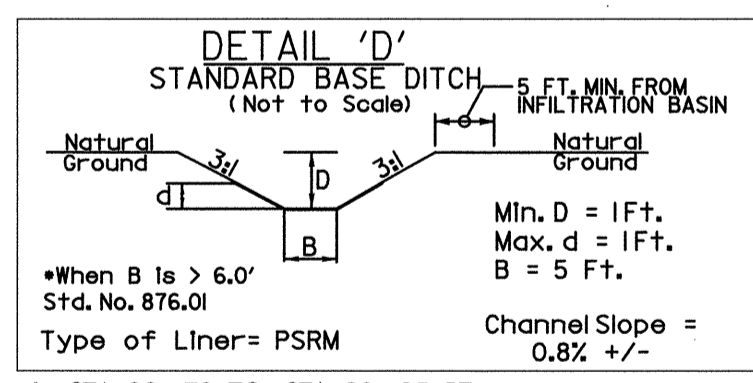 DETAIL 'D'
STANDARD BASE DITCH
(Not to Scale)
5 FT. MIN. FROM
INFILTRATION BASIN
Natural
Ground
3:1
D
3:1
Natural
Ground
d
B
Min. D = 1Ft.
Max. d = 1Ft.
B = 5 Ft.
*When B is > 6.0'
Std. No. 876.01
Type of Liner= PSRM
Channel Slope =
0.8% +/-